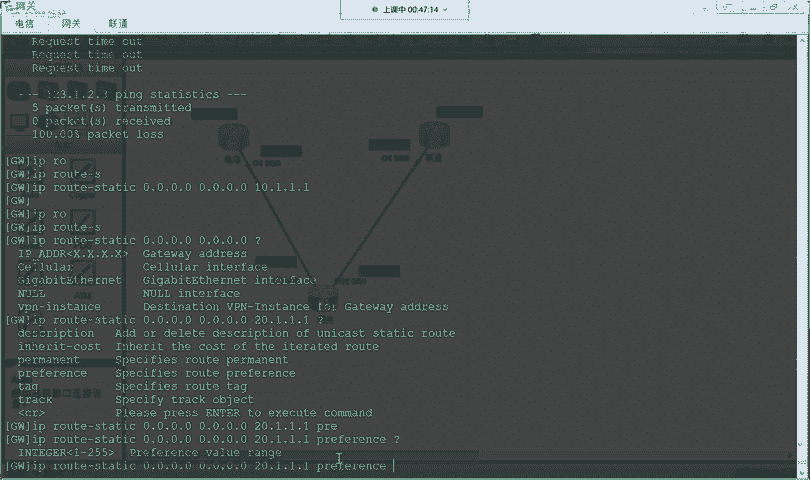 网关
上课中 00:47:14
电信 网关 联通
Request time out
Request time out
Request time out
--- 123.1.2.3 ping statistics ---
5 packet(s) transmitted
0 packet(s) received
100.00% packet loss
[GW]ip ro
[GW]ip route-s
[GW]ip route-static 0.0.0.0 0.0.0.0 10.1.1.1
[GW]
[GW]ip ro
[GW]ip route-s
[GW]ip route-static 0.0.0.0 0.0.0.0 ?
IP_ADDR<X.X.X.X> Gateway address
Cellular Cellular interface
GigabitEthernet GigabitEthernet interface
NULL NULL interface
vpn-instance Destination VPN-Instance for Gateway address
[GW]ip route-static 0.0.0.0 0.0.0.0 20.1.1.1 ?
description Add or delete description of unicast static route
inherit-cost Inherit the cost of the iterated route
permanent Specifies route permanent
preference Specifies route preference
tag Specifies route tag
track Specify track object
<cr> Please press ENTER to execute command
[GW]ip route-static 0.0.0.0 0.0.0.0 20.1.1.1 pre
[GW]ip route-static 0.0.0.0 0.0.0.0 20.1.1.1 preference ?
INTEGER<1-255> Preference value range
[GW]ip route-static 0.0.0.0 0.0.0.0 20.1.1.1 preference